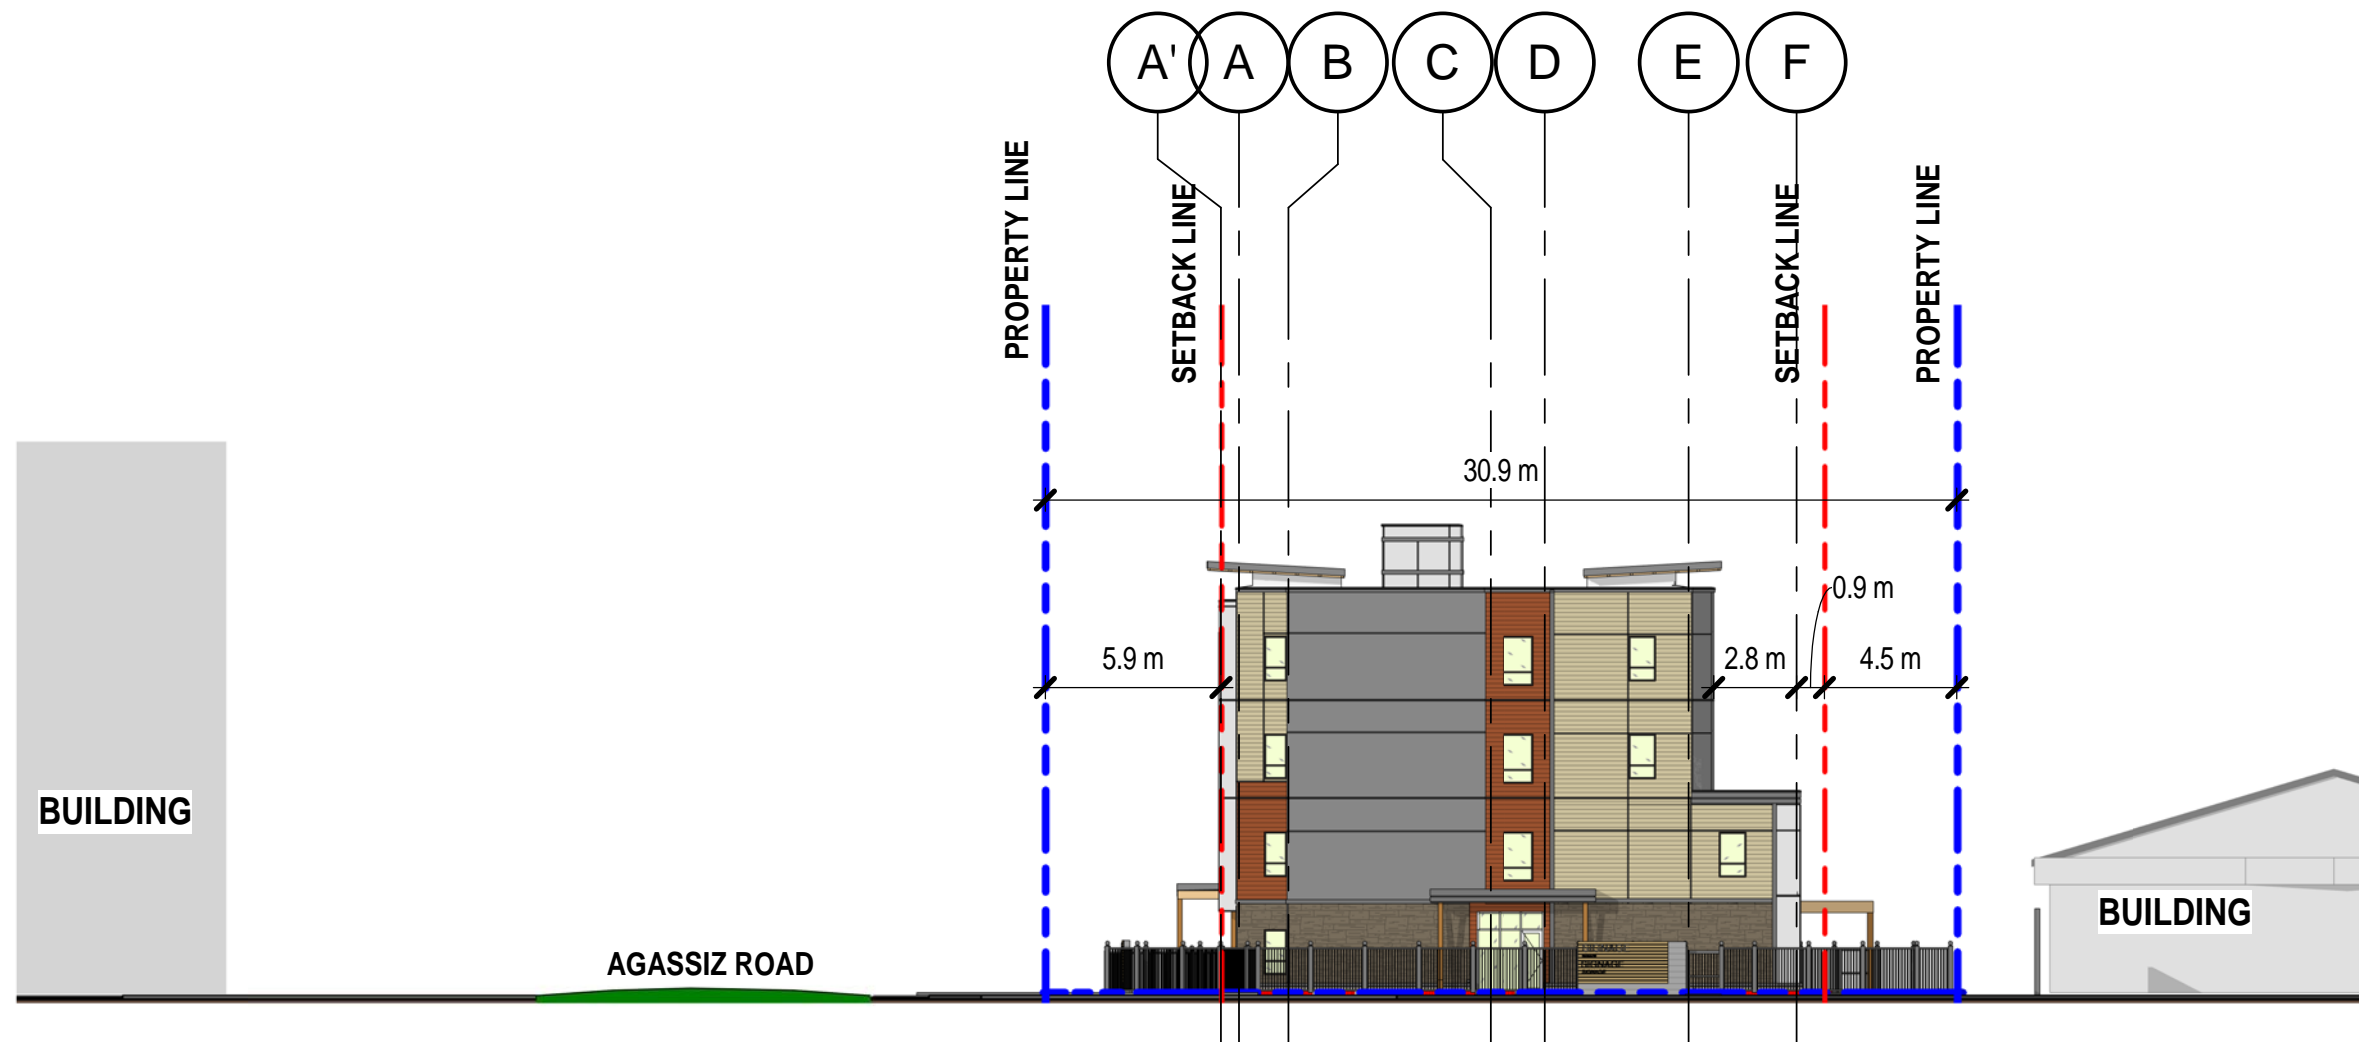 A' A B C D E F
PROPERTY LINE
SETBACK LINE
SETBACK LINE
PROPERTY LINE
30.9 m
0.9 m
5.9 m
2.8 m
4.5 m
BUILDING
BUILDING
AGASSIZ ROAD
SIGNAGE